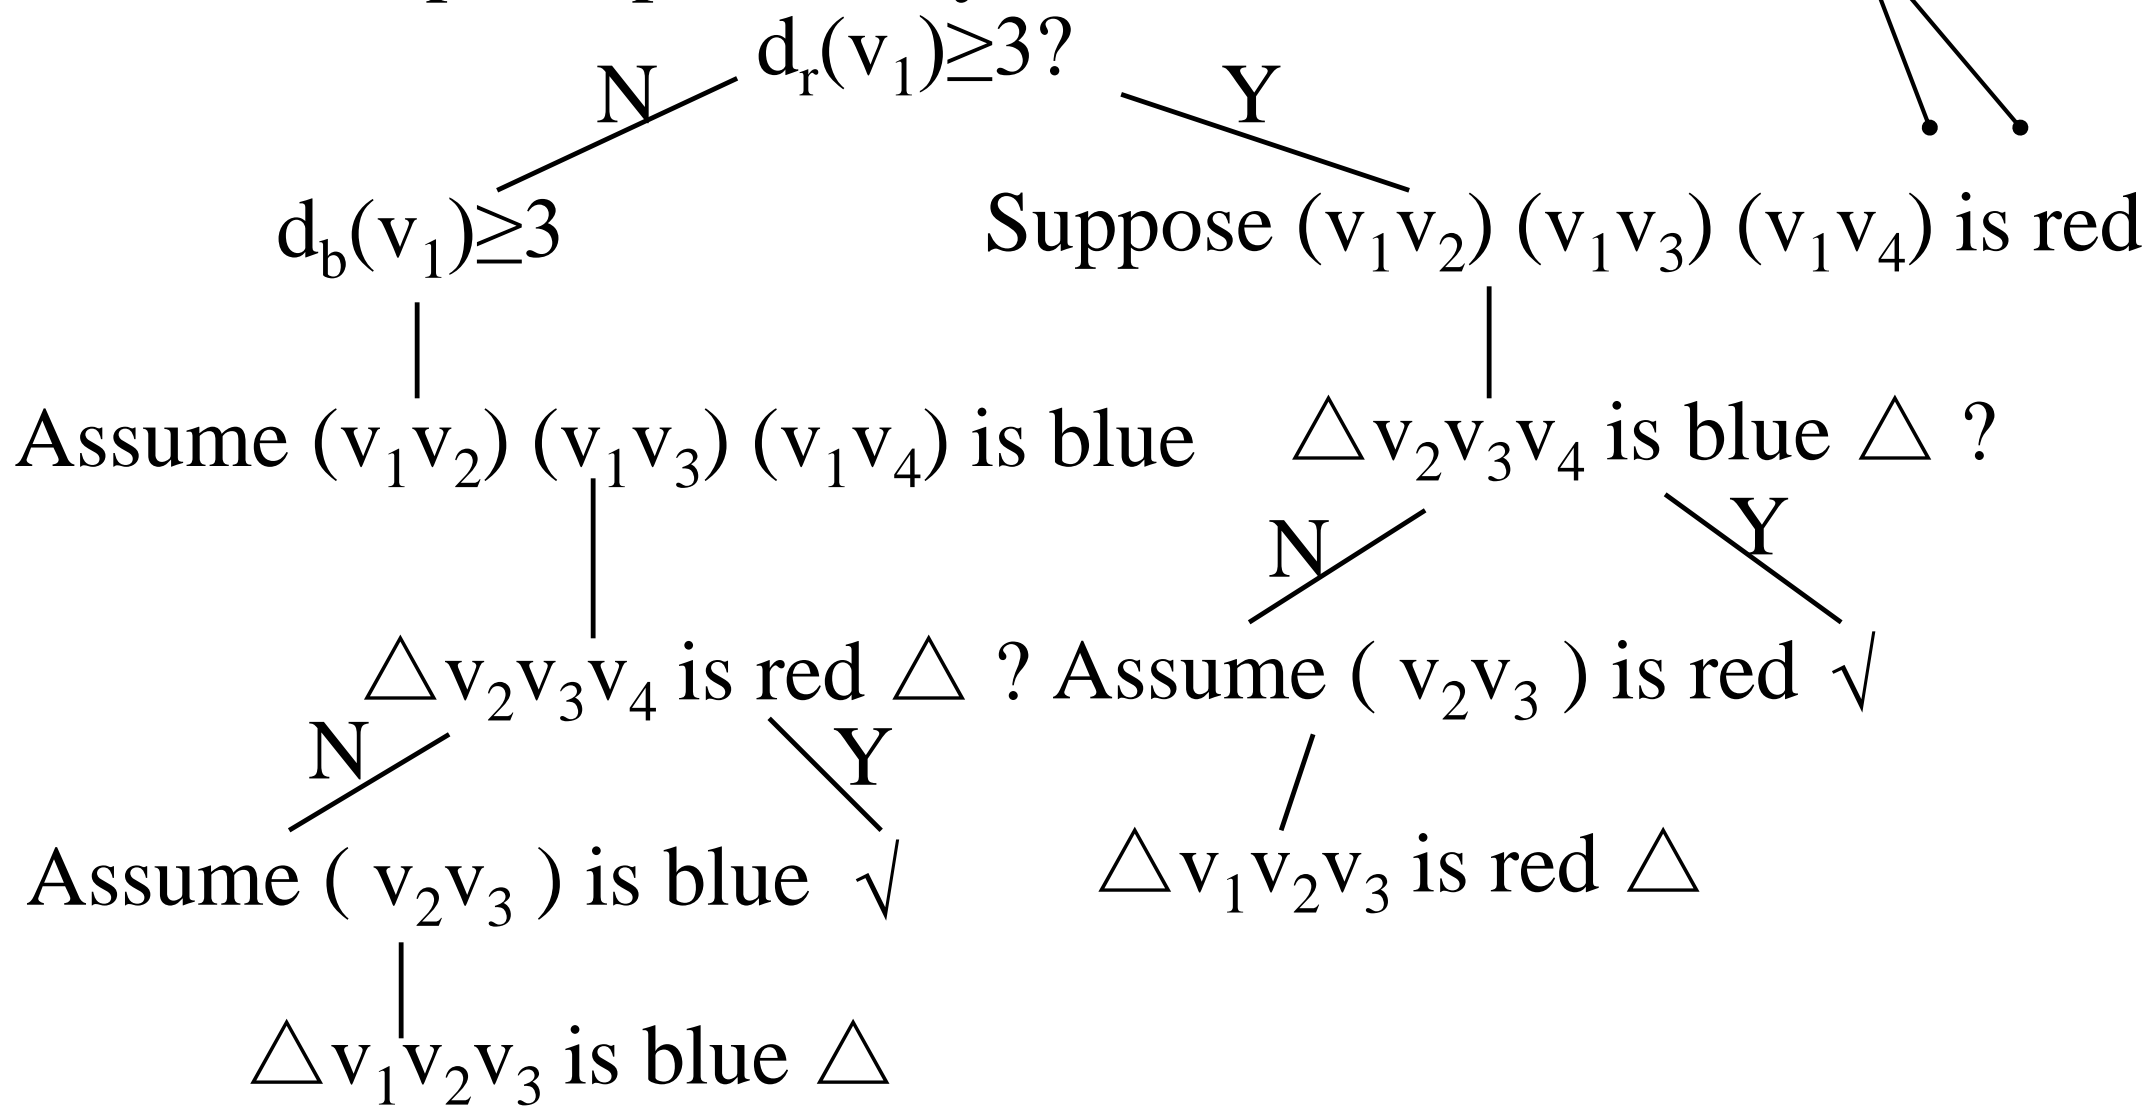 d_r(v_1)≥3?
N Y
d_b(v_1)≥3 Suppose (v_1v_2) (v_1v_3) (v_1v_4) is red
Assume (v_1v_2) (v_1v_3) (v_1v_4) is blue △v_2v_3v_4 is blue △ ?
N Y
△v_2v_3v_4 is red △ ? Assume ( v_2v_3 ) is red √
N Y
Assume ( v_2v_3 ) is blue √ △v_1v_2v_3 is red △
△v_1v_2v_3 is blue △